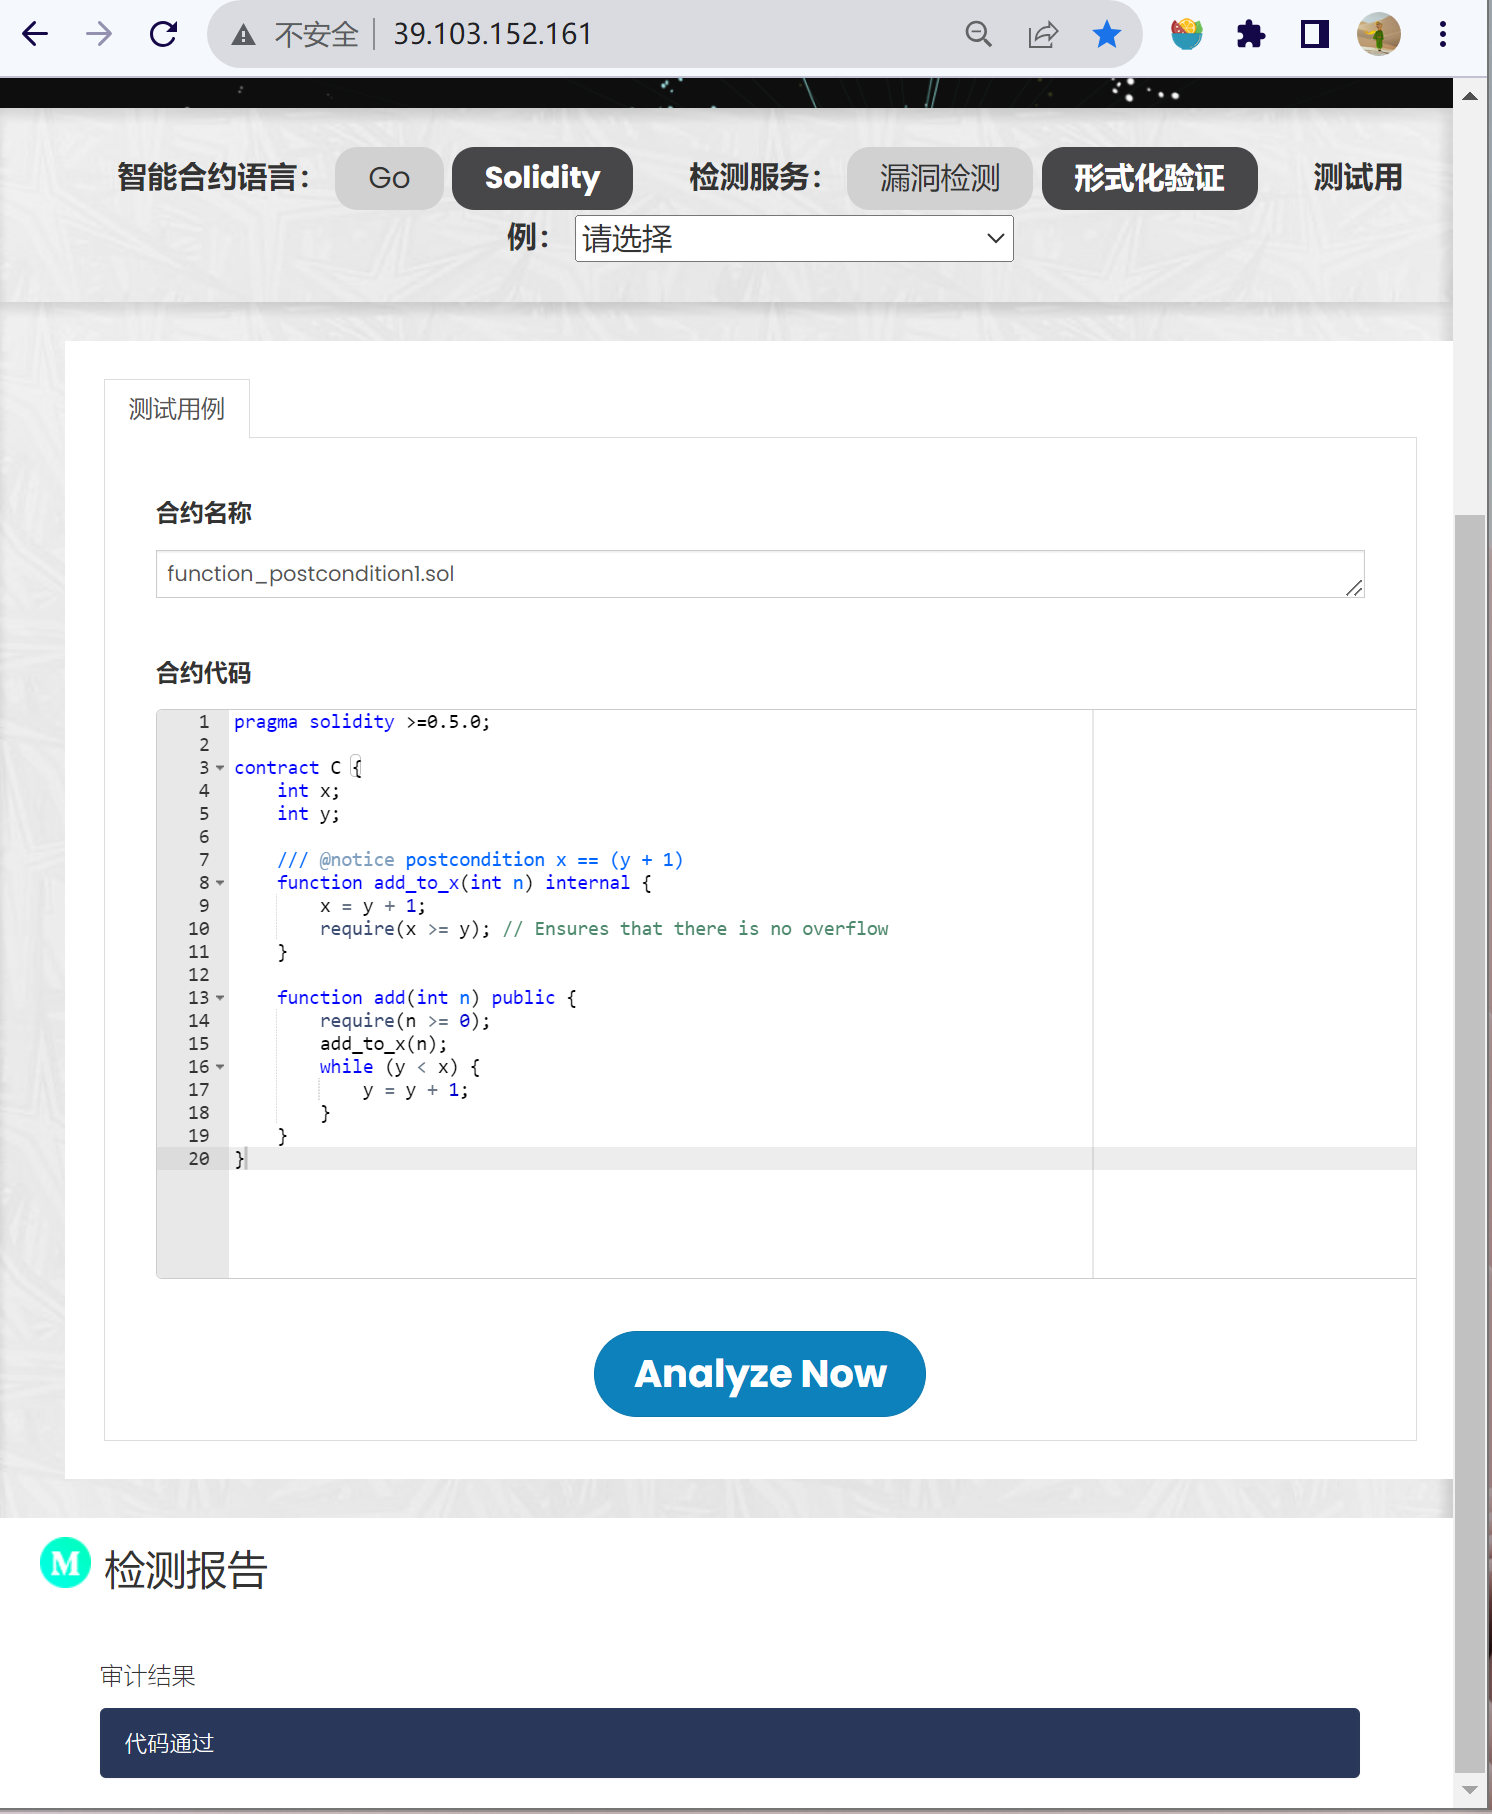 不安全 39.103.152.161
智能合约语言： Go Solidity 检测服务： 漏洞检测 形式化验证 测试用
例： 请选择
测试用例
合约名称
function_postcondition1.sol
合约代码
1 pragma solidity >=0.5.0;
2
3 contract C {
4     int x;
5     int y;
6
7     /// @notice postcondition x == (y + 1)
8     function add_to_x(int n) internal {
9         x = y + 1;
10         require(x >= y); // Ensures that there is no overflow
11     }
12
13     function add(int n) public {
14         require(n >= 0);
15         add_to_x(n);
16         while (y < x) {
17             y = y + 1;
18         }
19     }
20 }
Analyze Now
M 检测报告
审计结果
代码通过